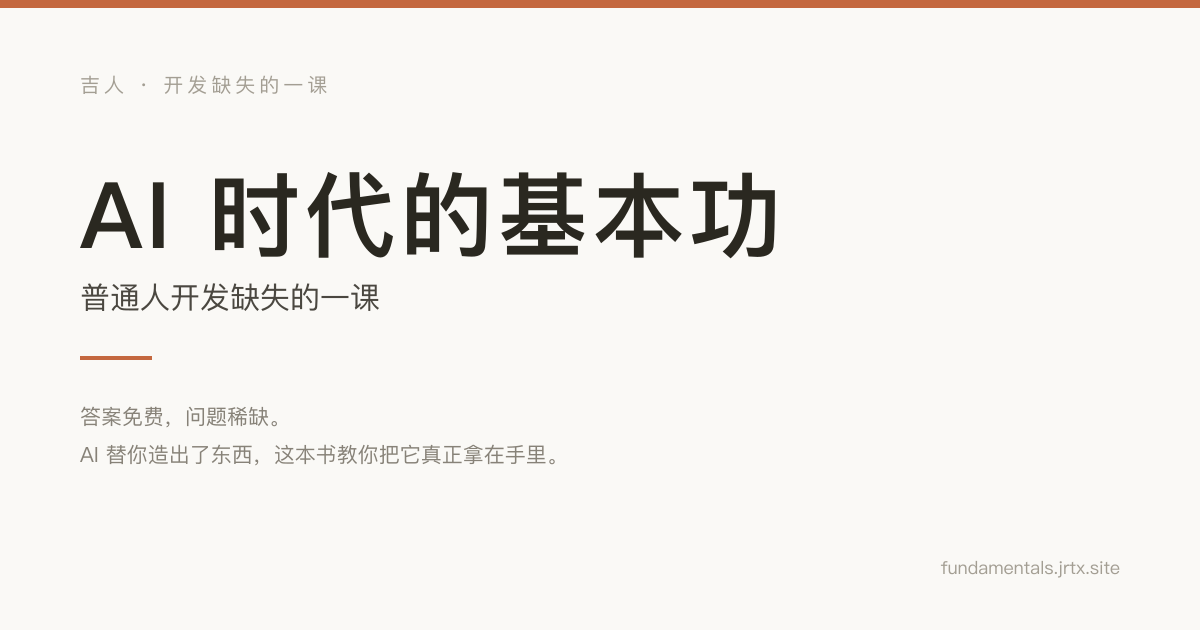 吉人 · 开发缺失的一课
AI 时代的基本功
普通人开发缺失的一课
答案免费，问题稀缺。
AI 替你造出了东西，这本书教你把它真正拿在手里。
fundamentals.jrtx.site